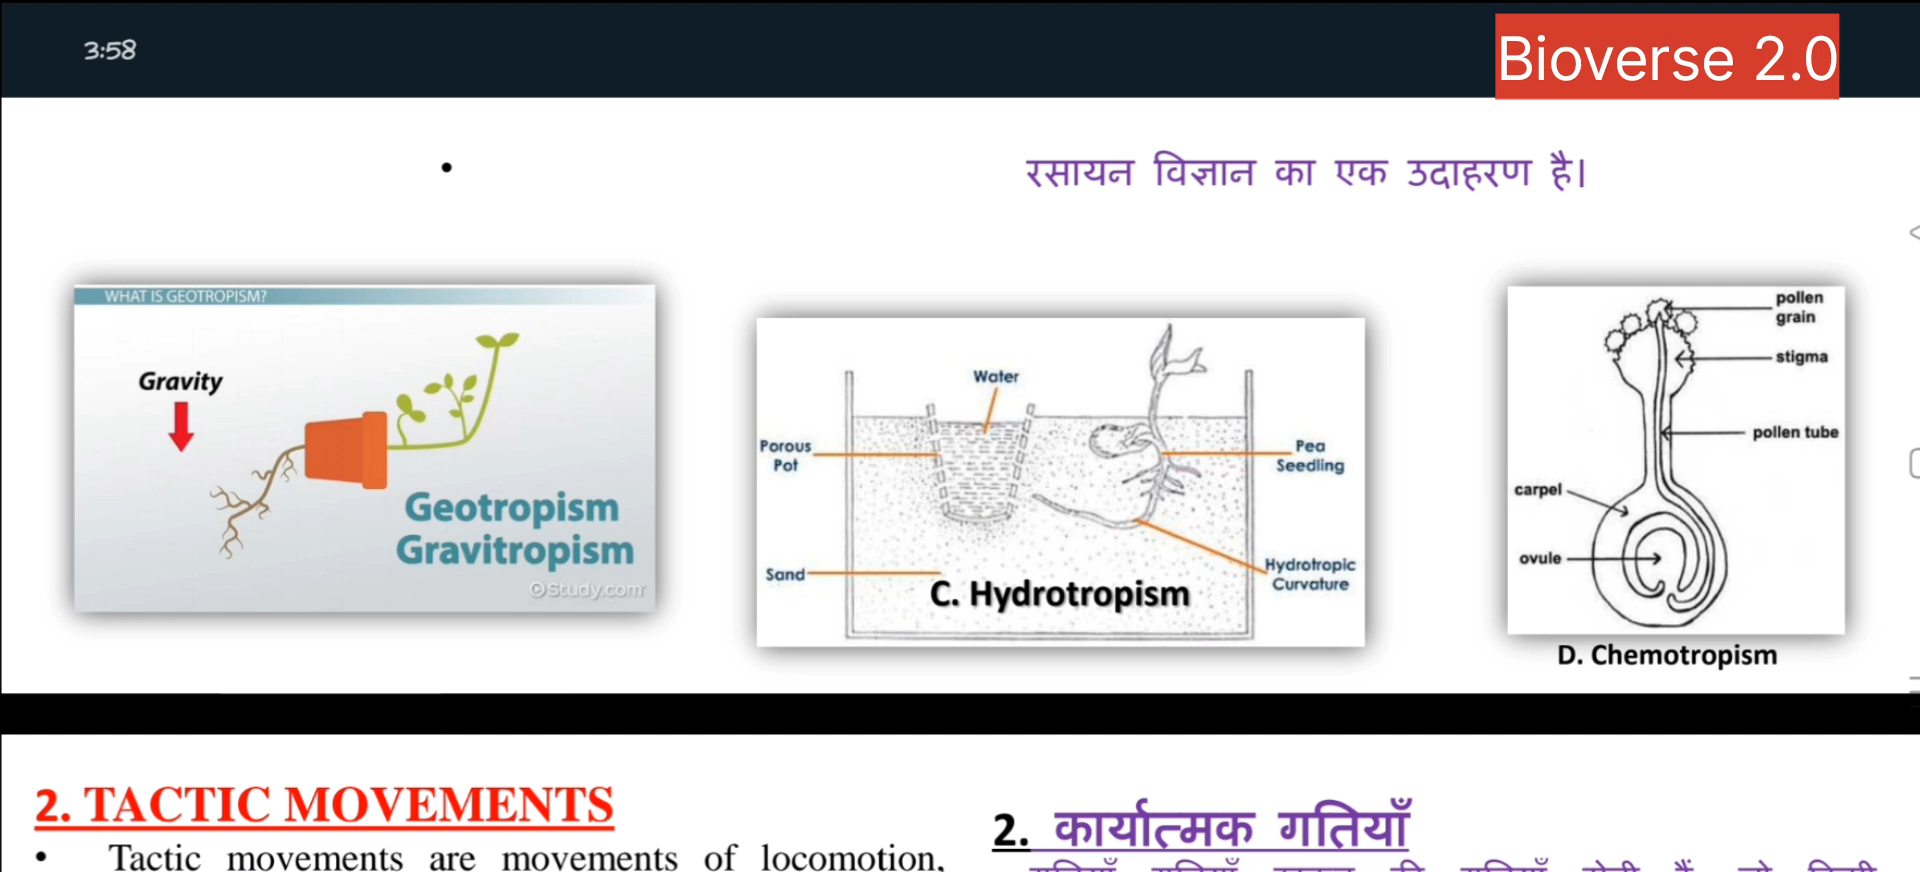 3:58
Bioverse 2.0
रसायन विज्ञान का एक उदाहरण है।
WHAT IS GEOTROPISM?
Gravity
Geotropism
Gravitropism
©Study.com
Water
Porous
Pot
Pea
Seedling
Sand
Hydrotropic
Curvature
C. Hydrotropism
pollen
grain
stigma
pollen tube
carpel
ovule
D. Chemotropism
2. TACTIC MOVEMENTS
• Tactic movements are movements of locomotion,
2. कार्यात्मक गतियाँ